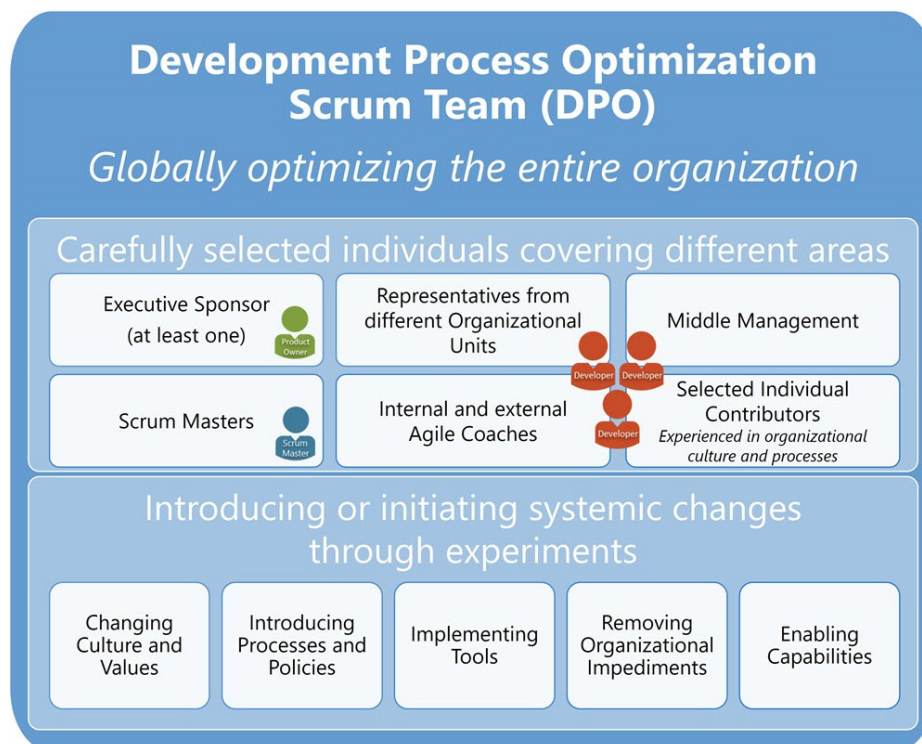 Development Process Optimization
Scrum Team (DPO)
Globally optimizing the entire organization
Carefully selected individuals covering different areas
Executive Sponsor
(at least one)
Product
Owner
Representatives from
different Organizational
Units
Developer
Middle Management
Developer
Scrum Masters
Scrum
Master
Internal and external
Agile Coaches
Developer
Selected Individual
Contributors
Experienced in organizational
culture and processes
Introducing or initiating systemic changes
through experiments
Changing
Culture and
Values
Introducing
Processes and
Policies
Implementing
Tools
Removing
Organizational
Impediments
Enabling
Capabilities